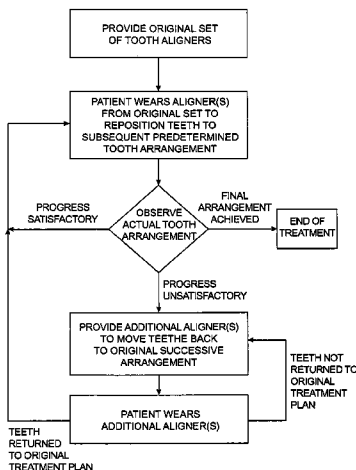 PROVIDE ORIGINAL SET
OF TOOTH ALIGNERS
PATIENT WEARS ALIGNER(S)
FROM ORIGINAL SET TO
REPOSITION TEETH TO
SUBSEQUENT PREDETERMINED
TOOTH ARRANGEMENT
PROGRESS
SATISFACTORY
OBSERVE
ACTUAL TOOTH
ARRANGEMENT
FINAL
ARRANGEMENT
ACHIEVED
END OF
TREATMENT
PROGRESS
UNSATISFACTORY
PROVIDE ADDITIONAL ALIGNER(S)
TO MOVE TEETHE BACK
TO ORIGINAL SUCCESSIVE
ARRANGEMENT
TEETH NOT
RETURNED TO
ORIGINAL
TREATMENT
PLAN
PATIENT WEARS
ADDITIONAL ALIGNER(S)
TEETH
RETURNED
TO ORIGINAL
TREATMENT PLAN